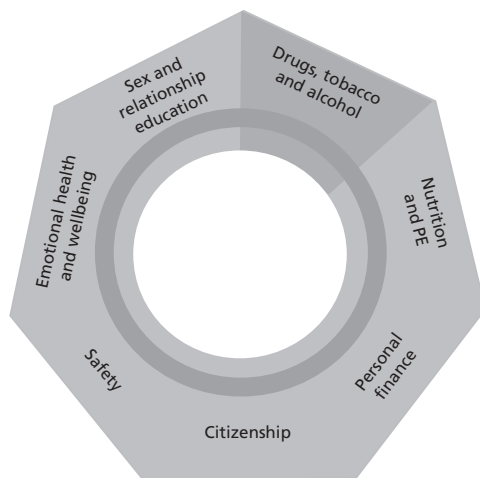 Sex and
relationship
education
Drugs, tobacco
and alcohol
Nutrition
and PE
Personal
finance
Citizenship
Safety
Emotional health
and wellbeing